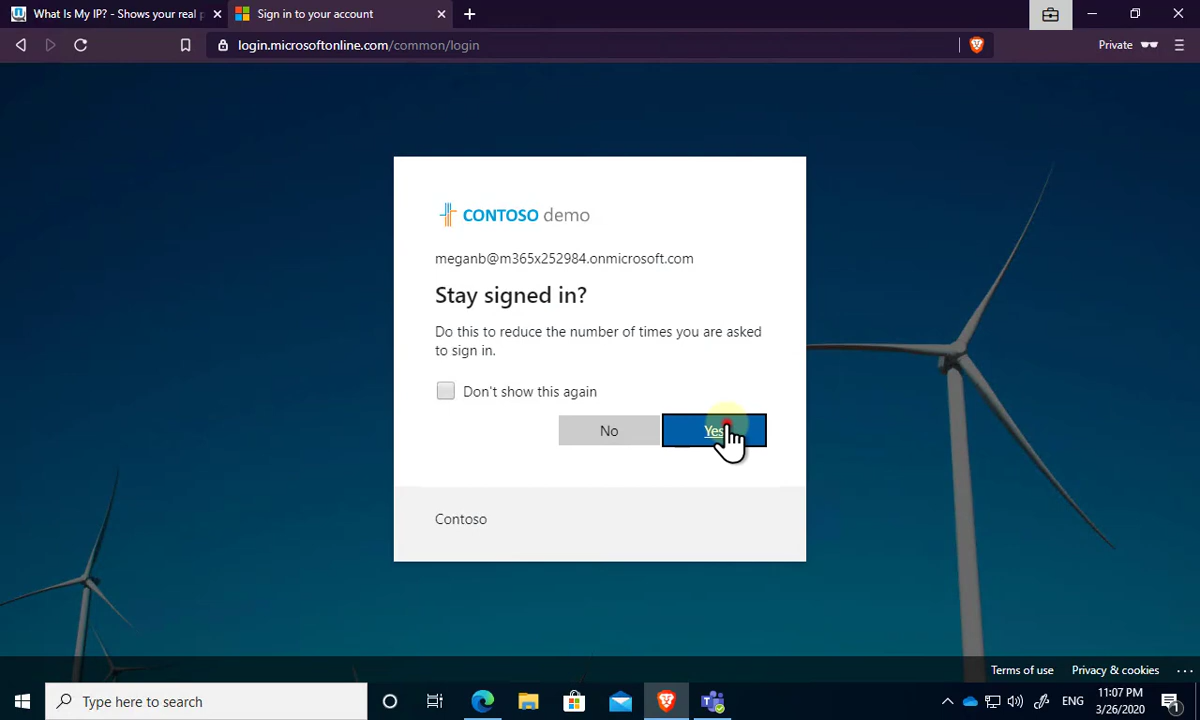 What Is My IP? - Shows your real p
Sign in to your account
login.microsoftonline.com/common/login
Private
CONTOSO demo
meganb@m365x252984.onmicrosoft.com
Stay signed in?
Do this to reduce the number of times you are asked
to sign in.
Don't show this again
No
Yes
Contoso
Terms of use
Privacy & cookies
...
Type here to search
ENG
11:07 PM
3/26/2020
1